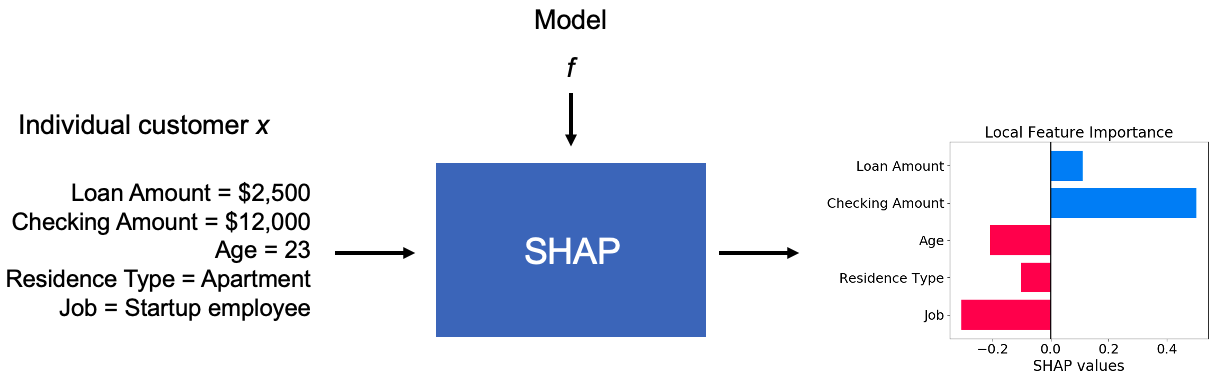 Model
f
Individual customer x
Loan Amount = $2,500
Checking Amount = $12,000
Age = 23
Residence Type = Apartment
Job = Startup employee
SHAP
Local Feature Importance
Loan Amount
Checking Amount
Age
Residence Type
Job
−0.2 0.0 0.2 0.4
SHAP values